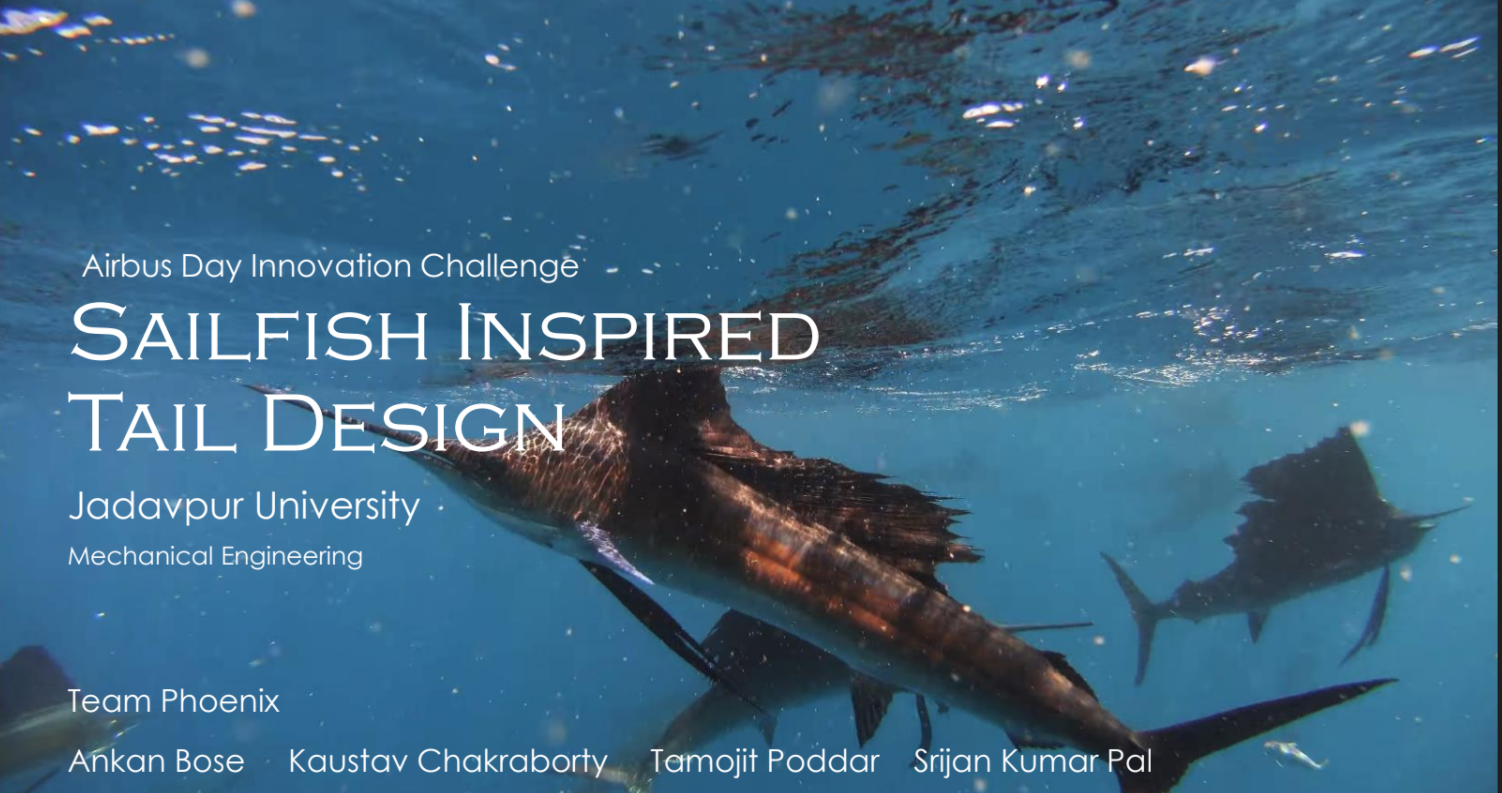 Airbus Day Innovation Challenge
SAILFISH INSPIRED
TAIL DESIGN
Jadavpur University
Mechanical Engineering
Team Phoenix
Ankan Bose Kaustav Chakraborty Tamojit Poddar Srijan Kumar Pal